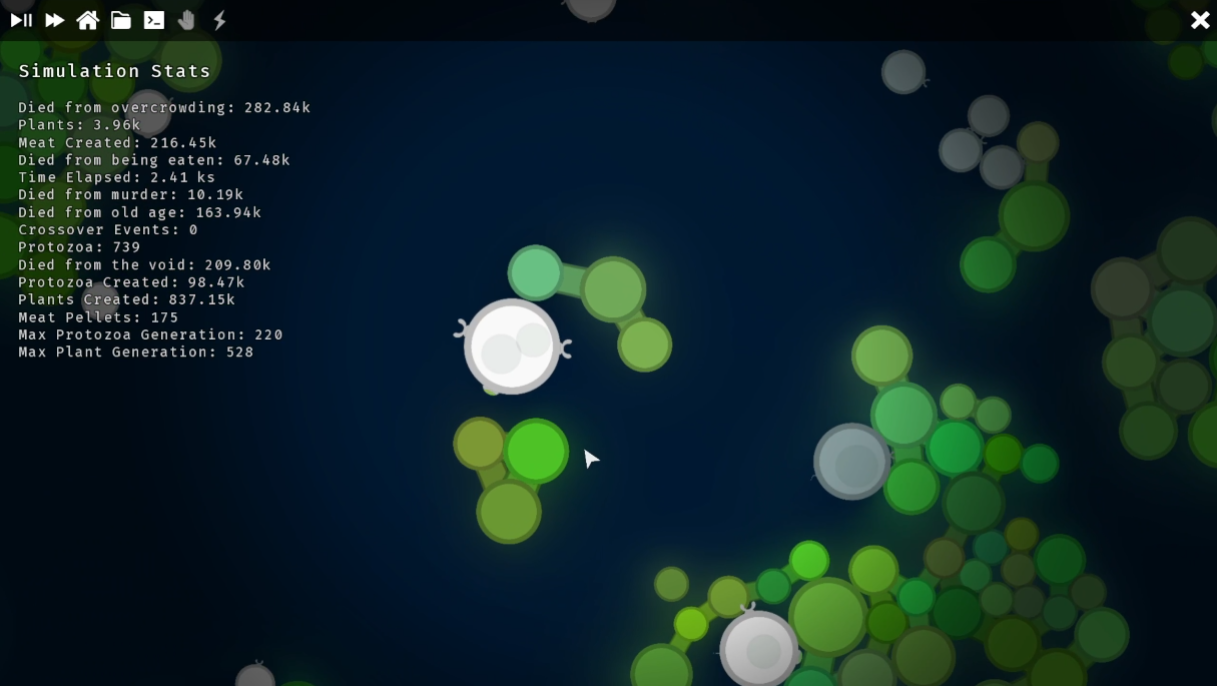 Simulation Stats
Died from overcrowding: 282.84k
Plants: 3.96k
Meat Created: 216.45k
Died from being eaten: 67.48k
Time Elapsed: 2.41 ks
Died from murder: 10.19k
Died from old age: 163.94k
Crossover Events: 0
Protozoa: 739
Died from the void: 209.80k
Protozoa Created: 98.47k
Plants Created: 837.15k
Meat Pellets: 175
Max Protozoa Generation: 220
Max Plant Generation: 528